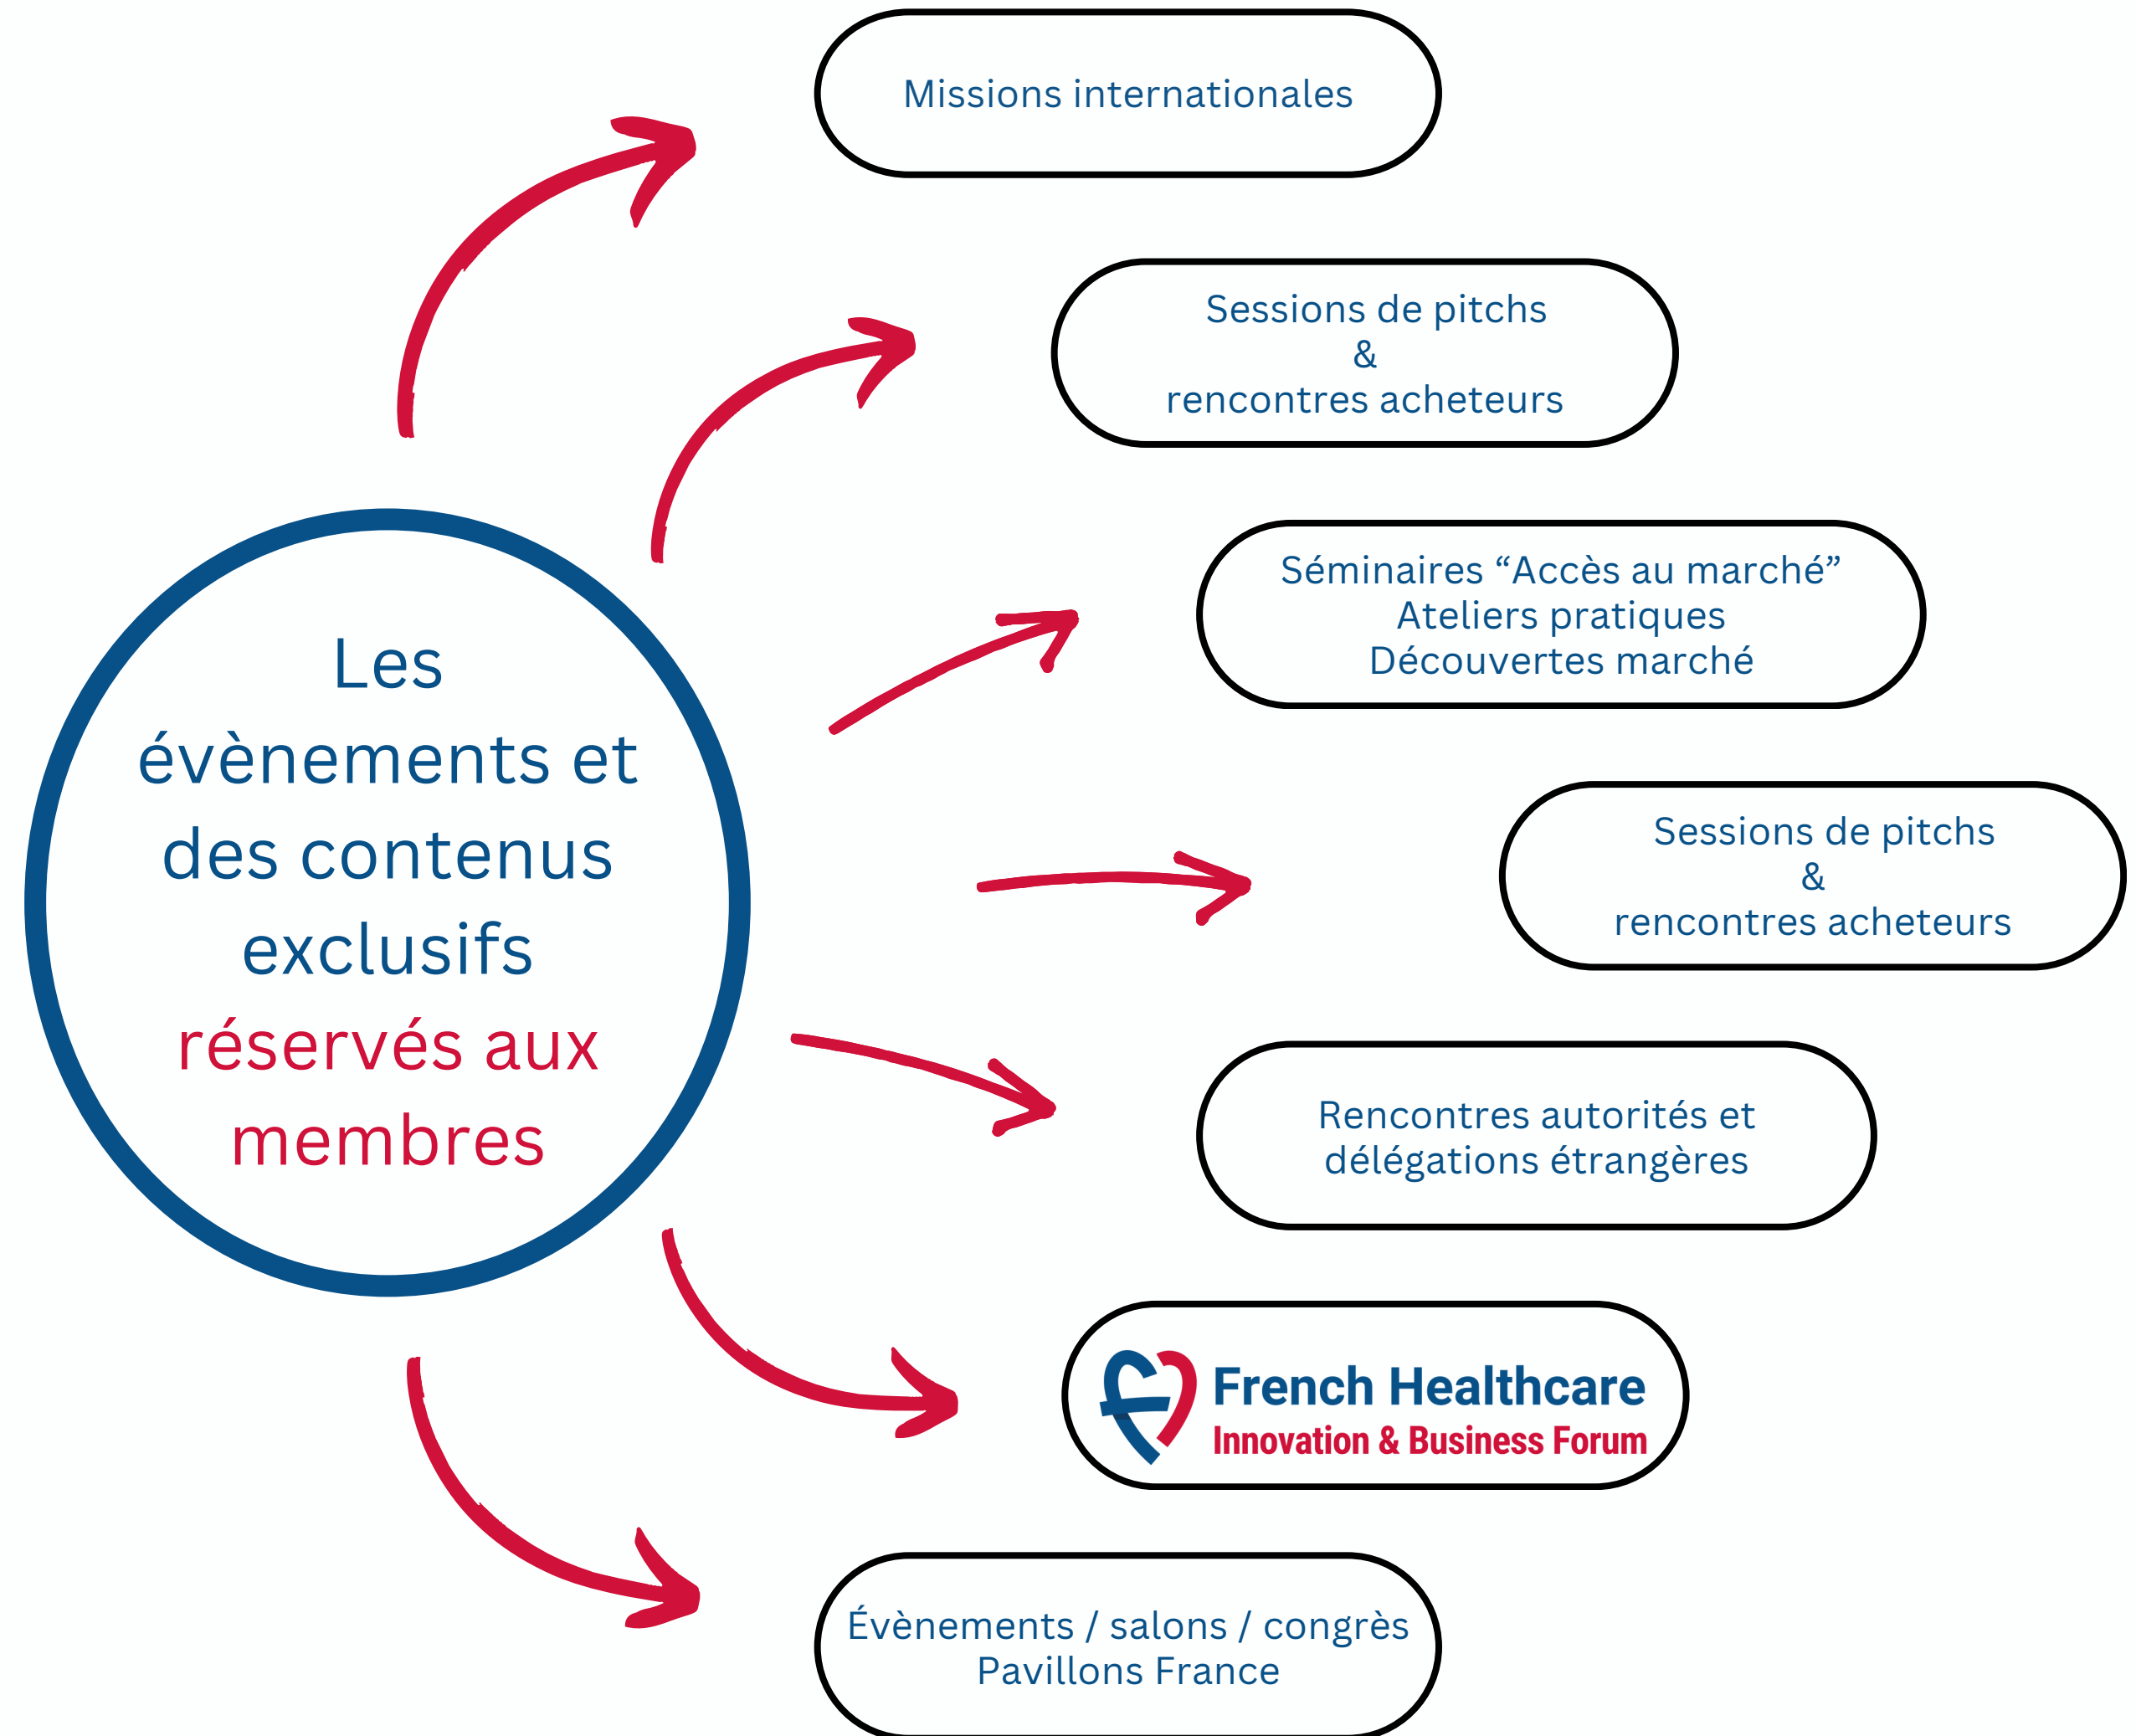 Missions internationales
Sessions de pitchs
&
rencontres acheteurs
Séminaires “Accès au marché”
Ateliers pratiques
Découvertes marché
Les
évènements et
des contenus
exclusifs
réservés aux
membres
Sessions de pitchs
&
rencontres acheteurs
Rencontres autorités et
délégations étrangères
French Healthcare
Innovation & Business Forum
Évènements / salons / congrès
Pavillons France